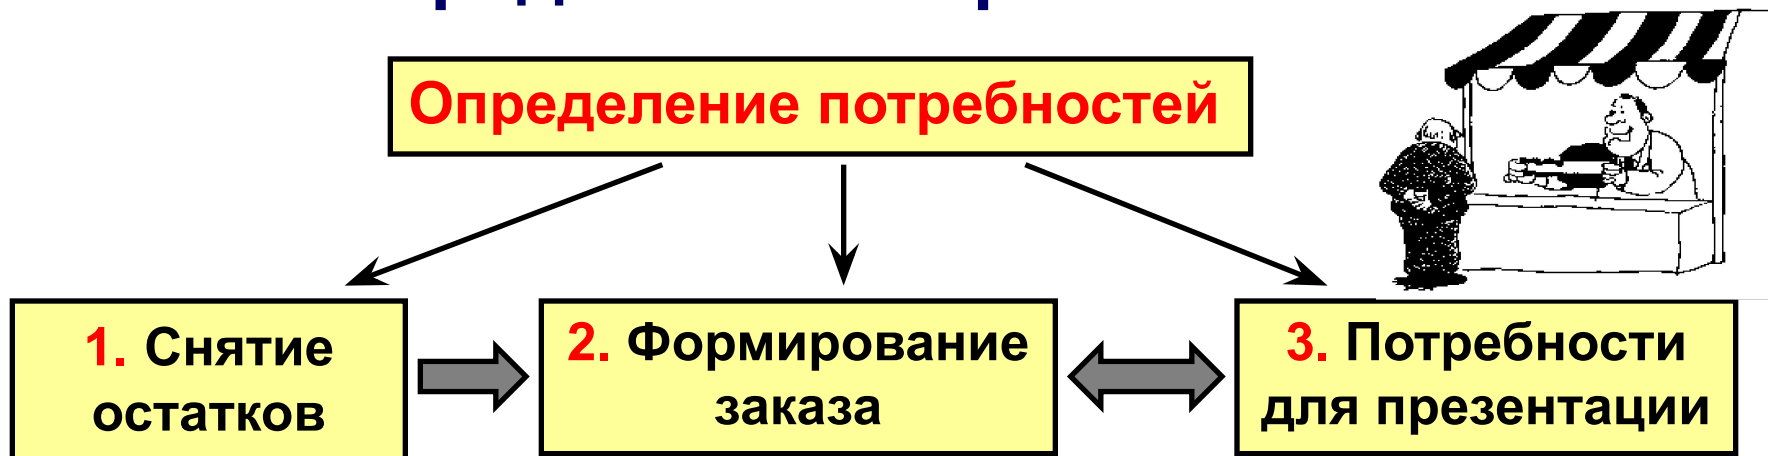 Определение потребностей
1. Снятие
остатков
2. Формирование
заказа
3. Потребности
для презентации